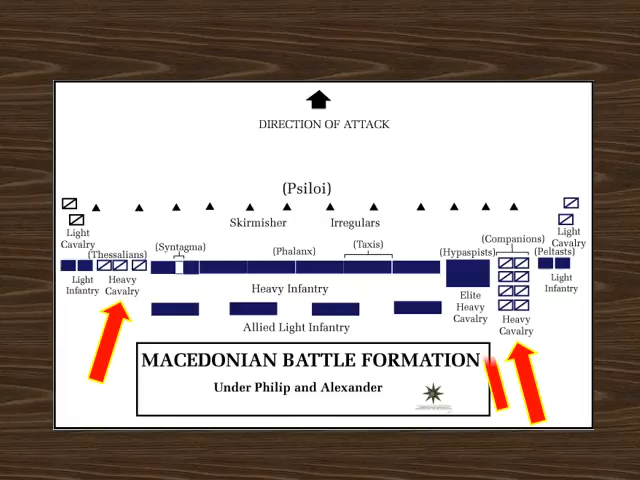 DIRECTION OF ATTACK
(Psiloi)
Skirmisher Irregulars
Light
Cavalry
Light
Cavalry
(Companions)
(Syntagma)
(Taxis)
(Thessalians)
(Phalanx)
(Hypaspists)
(Peltasts)
Light
Infantry
Heavy
Cavalry
Heavy Infantry
Elite
Heavy
Cavalry
Heavy
Cavalry
Light
Infantry
Allied Light Infantry
MACEDONIAN BATTLE FORMATION
Under Philip and Alexander